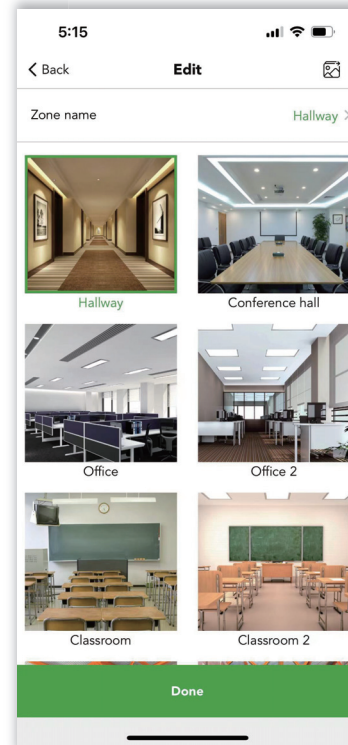 5:15
Back Edit
Zone name Hallway
Hallway Conference hall
Office Office 2
Classroom Classroom 2
Done